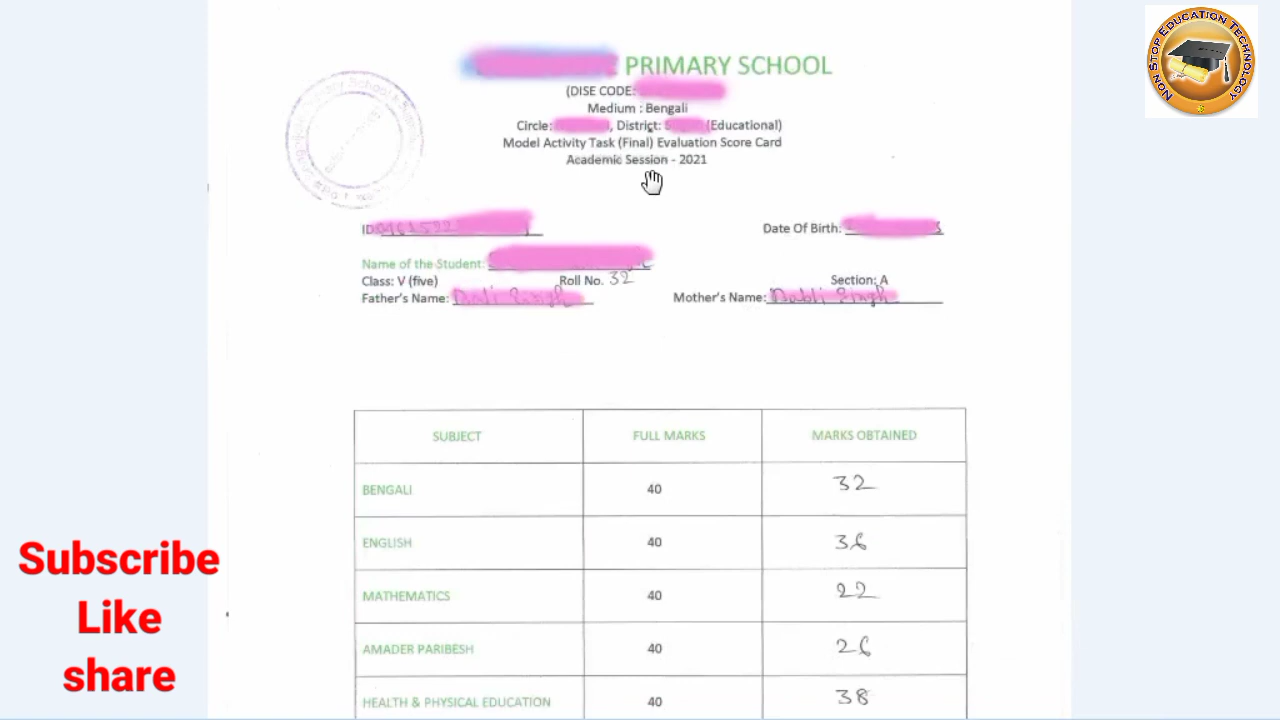 PRIMARY SCHOOL
(DISE CODE:
Medium : Bengali
Circle: , District: (Educational)
Model Activity Task (Final) Evaluation Score Card
Academic Session - 2021
ID
Date Of Birth:
Name of the Student:
Class: V (five) Roll No. 32 Section: A
Father's Name: Singh Mother's Name: Singh
SUBJECT FULL MARKS MARKS OBTAINED
BENGALI 40 32
ENGLISH 40 36
MATHEMATICS 40 22
AMADER PARIBESH 40 26
HEALTH & PHYSICAL EDUCATION 40 38
Subscribe
Like
share
NON STOP EDUCATION TECHNOLOGY